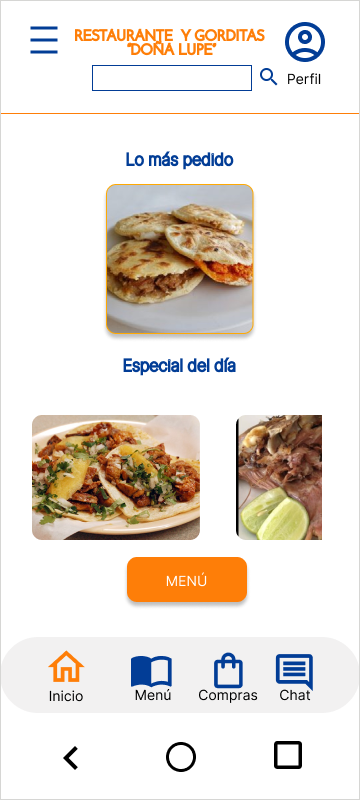 RESTAURANTE Y GORDITAS
"DOÑA LUPE"
Perfil
Lo más pedido
Especial del día
MENÚ
Inicio
Menú
Compras
Chat